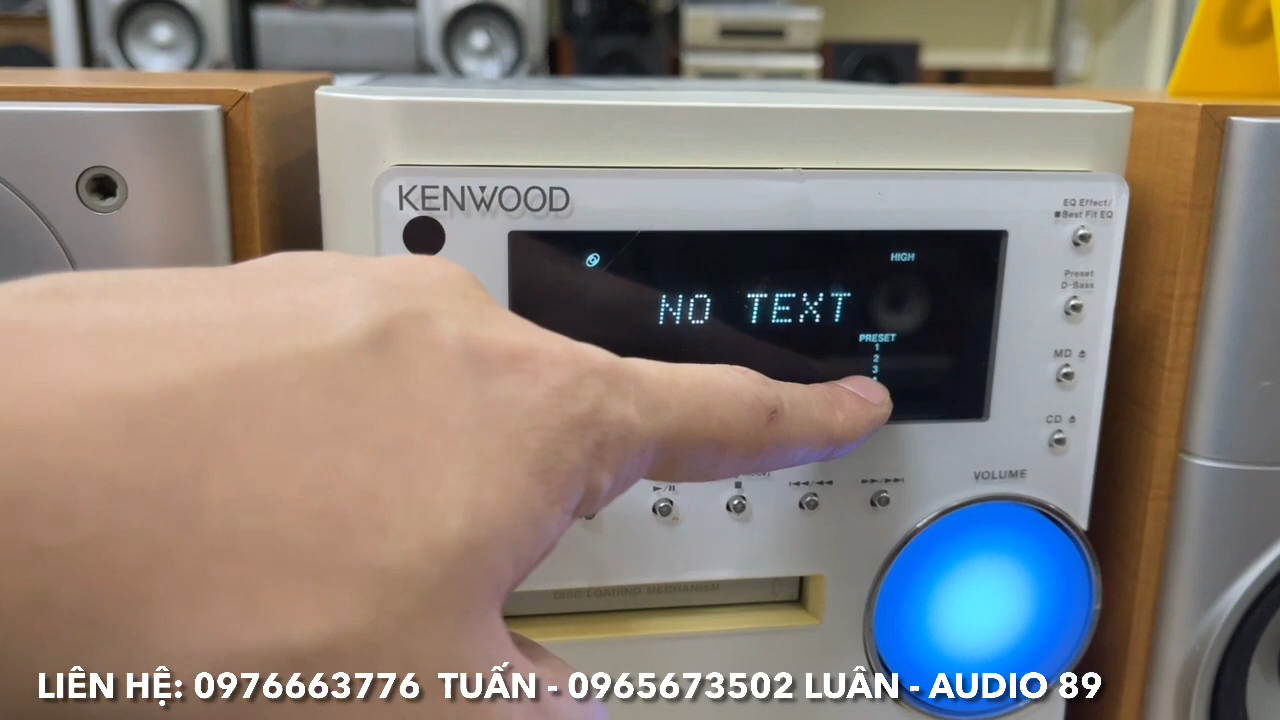 KENWOOD
EQ Effect/
Best Fit EQ
HIGH
Preset
D-Bass
NO TEXT
PRESET
1
2
3
MD
CD
VOLUME
DISC LOADING MECHANISM
LIÊN HỆ: 0976663776 TUẤN - 0965673502 LUÂN - AUDIO 89